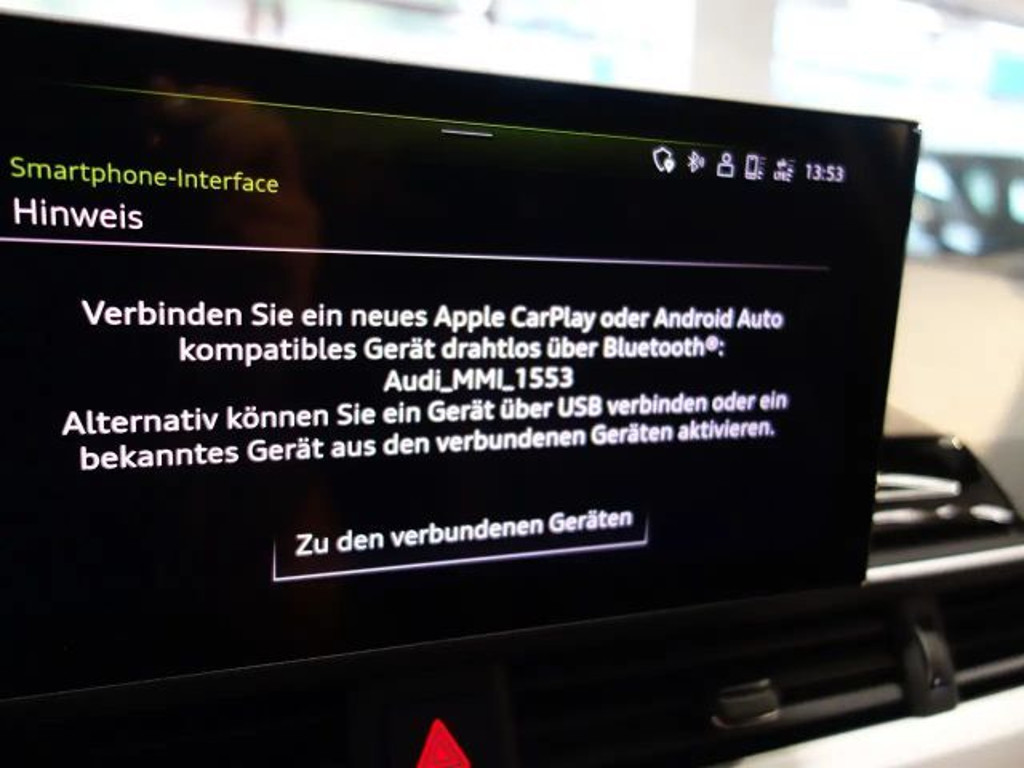 13:53
Smartphone-Interface
Hinweis
Verbinden Sie ein neues Apple CarPlay oder Android Auto
kompatibles Gerät drahtlos über Bluetooth®:
Audi_MMI_1553
Alternativ können Sie ein Gerät über USB verbinden oder ein
bekanntes Gerät aus den verbundenen Geräten aktivieren.
Zu den verbundenen Geräten